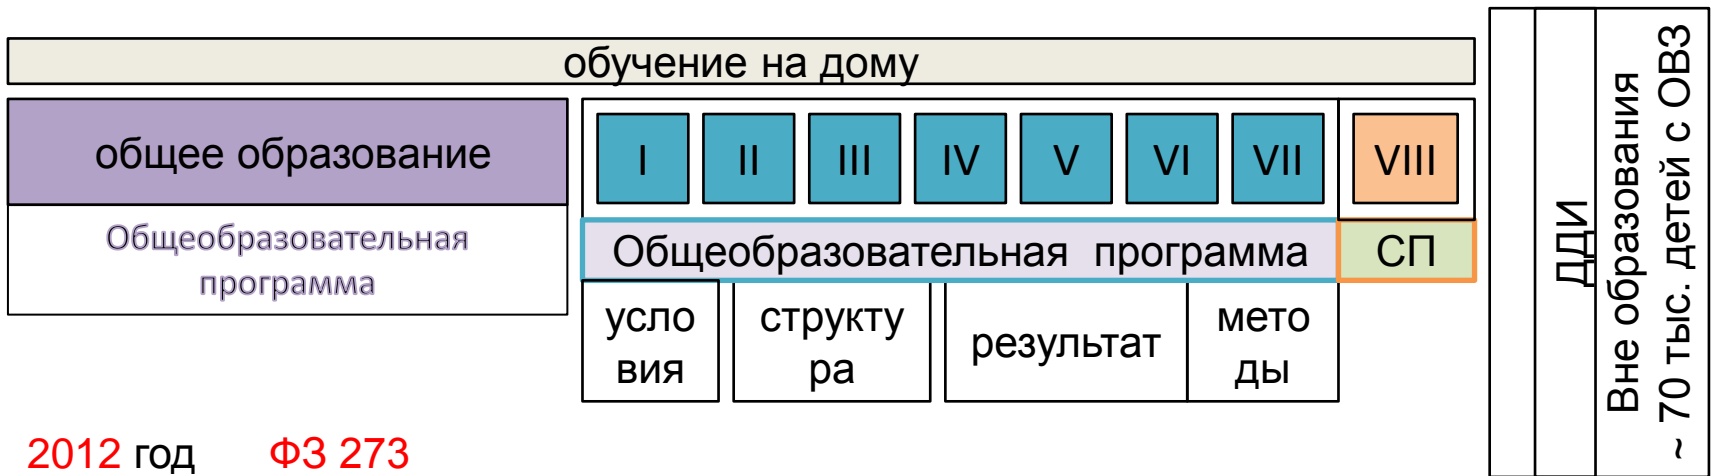 обучение на дому
общее образование
Общеобразовательная
программа
I II III IV V VI VII VIII
Общеобразовательная программа
СП
усло
вия
структу
ра
результат
мето
ды
ДДИ
Вне образования
~ 70 тыс. детей с ОВЗ
2012 год ФЗ 273